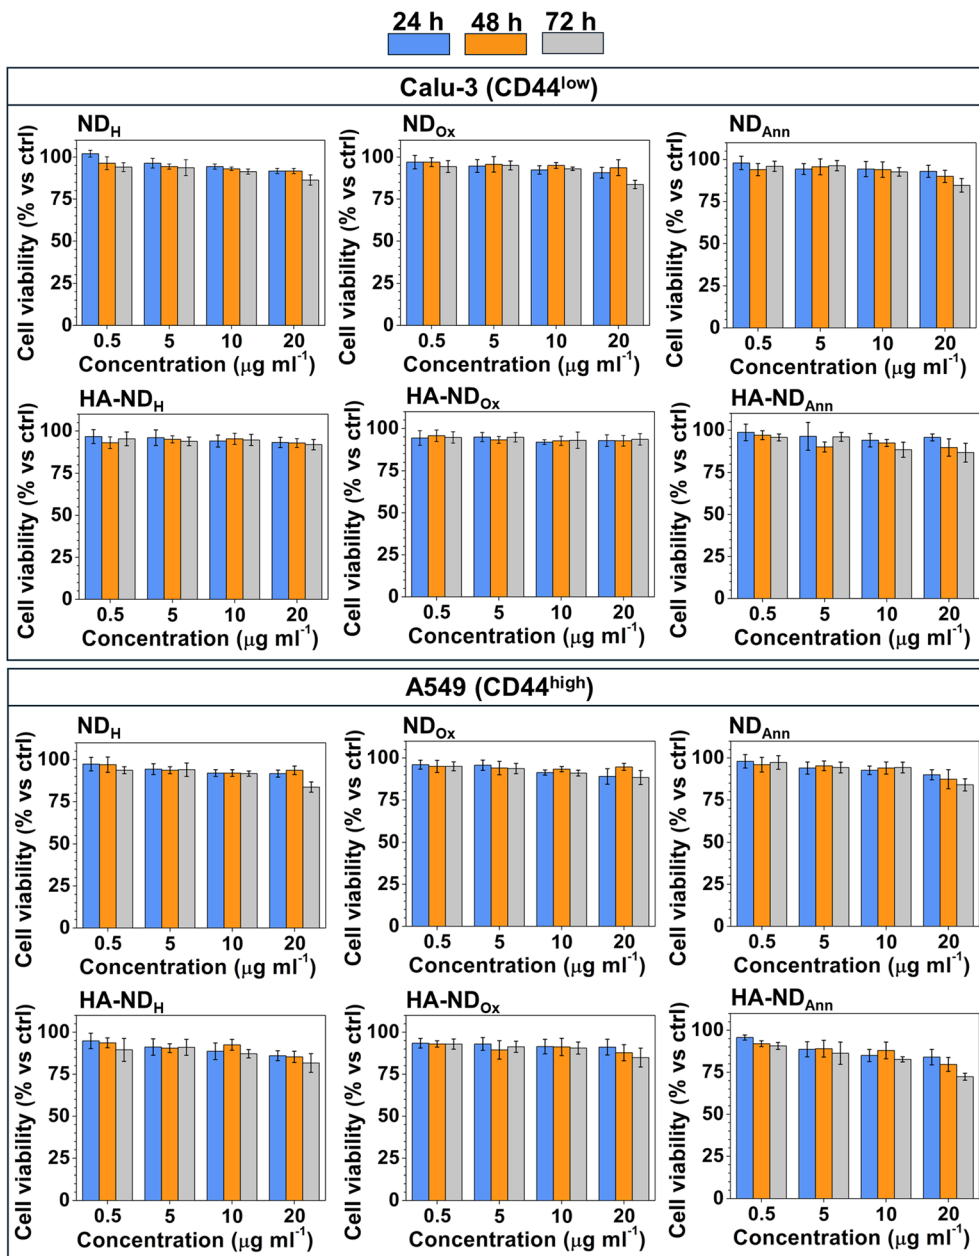 24 h 48 h 72 h
Calu-3 (CD44low)
NDH
Cell viability (% vs ctrl)
100
75
50
25
0
0.5 5 10 20
Concentration (μg ml-1)
NDOx
Cell viability (% vs ctrl)
100
75
50
25
0
0.5 5 10 20
Concentration (μg ml-1)
NDAnn
Cell viability (% vs ctrl)
100
75
50
25
0
0.5 5 10 20
Concentration (μg ml-1)
HA-NDH
Cell viability (% vs ctrl)
100
75
50
25
0
0.5 5 10 20
Concentration (μg ml-1)
HA-NDOx
Cell viability (% vs ctrl)
100
75
50
25
0
0.5 5 10 20
Concentration (μg ml-1)
HA-NDAnn
Cell viability (% vs ctrl)
100
75
50
25
0
0.5 5 10 20
Concentration (μg ml-1)
A549 (CD44high)
NDH
Cell viability (% vs ctrl)
100
75
50
25
0
0.5 5 10 20
Concentration (μg ml-1)
NDOx
Cell viability (% vs ctrl)
100
75
50
25
0
0.5 5 10 20
Concentration (μg ml-1)
NDAnn
Cell viability (% vs ctrl)
100
75
50
25
0
0.5 5 10 20
Concentration (μg ml-1)
HA-NDH
Cell viability (% vs ctrl)
100
75
50
25
0
0.5 5 10 20
Concentration (μg ml-1)
HA-NDOx
Cell viability (% vs ctrl)
100
75
50
25
0
0.5 5 10 20
Concentration (μg ml-1)
HA-NDAnn
Cell viability (% vs ctrl)
100
75
50
25
0
0.5 5 10 20
Concentration (μg ml-1)